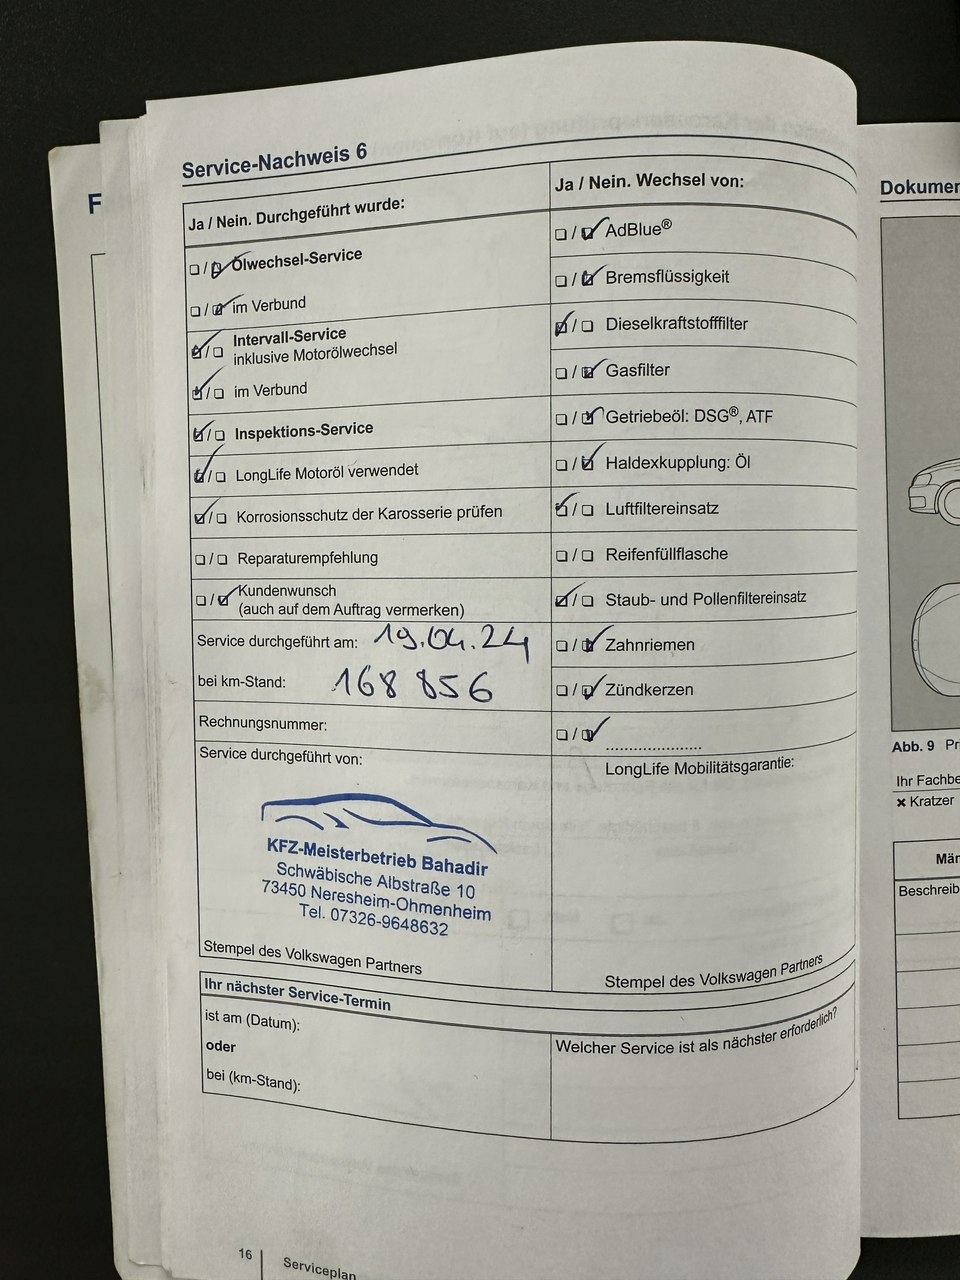 Service-Nachweis 6
Ja / Nein. Durchgeführt wurde:
Ölwechsel-Service
im Verbund
Intervall-Service
inklusive Motorölwechsel
im Verbund
Inspektions-Service
LongLife Motoröl verwendet
Korrosionsschutz der Karosserie prüfen
Reparaturempfehlung
Kundenwunsch
(auch auf dem Auftrag vermerken)
Service durchgeführt am: 19.04.24
bei km-Stand: 168 856
Rechnungsnummer:
Service durchgeführt von:
KFZ-Meisterbetrieb Bahadir
Schwäbische Albstraße 10
73450 Neresheim-Ohmenheim
Tel. 07326-9648632
Stempel des Volkswagen Partners
Ja / Nein. Wechsel von:
AdBlue®
Bremsflüssigkeit
Dieselkraftstofffilter
Gasfilter
Getriebeöl: DSG®, ATF
Haldexkupplung: Öl
Luftfiltereinsatz
Reifenfüllflasche
Staub- und Pollenfiltereinsatz
Zahnriemen
Zündkerzen
LongLife Mobilitätsgarantie:
Stempel des Volkswagen Partners
Ihr nächster Service-Termin
ist am (Datum):
oder
bei (km-Stand):
Welcher Service ist als nächster erforderlich?
16
Serviceplan
F
Dokumen
Abb. 9 Pri
Ihr Fachbe
× Kratzer
Män
Beschreib